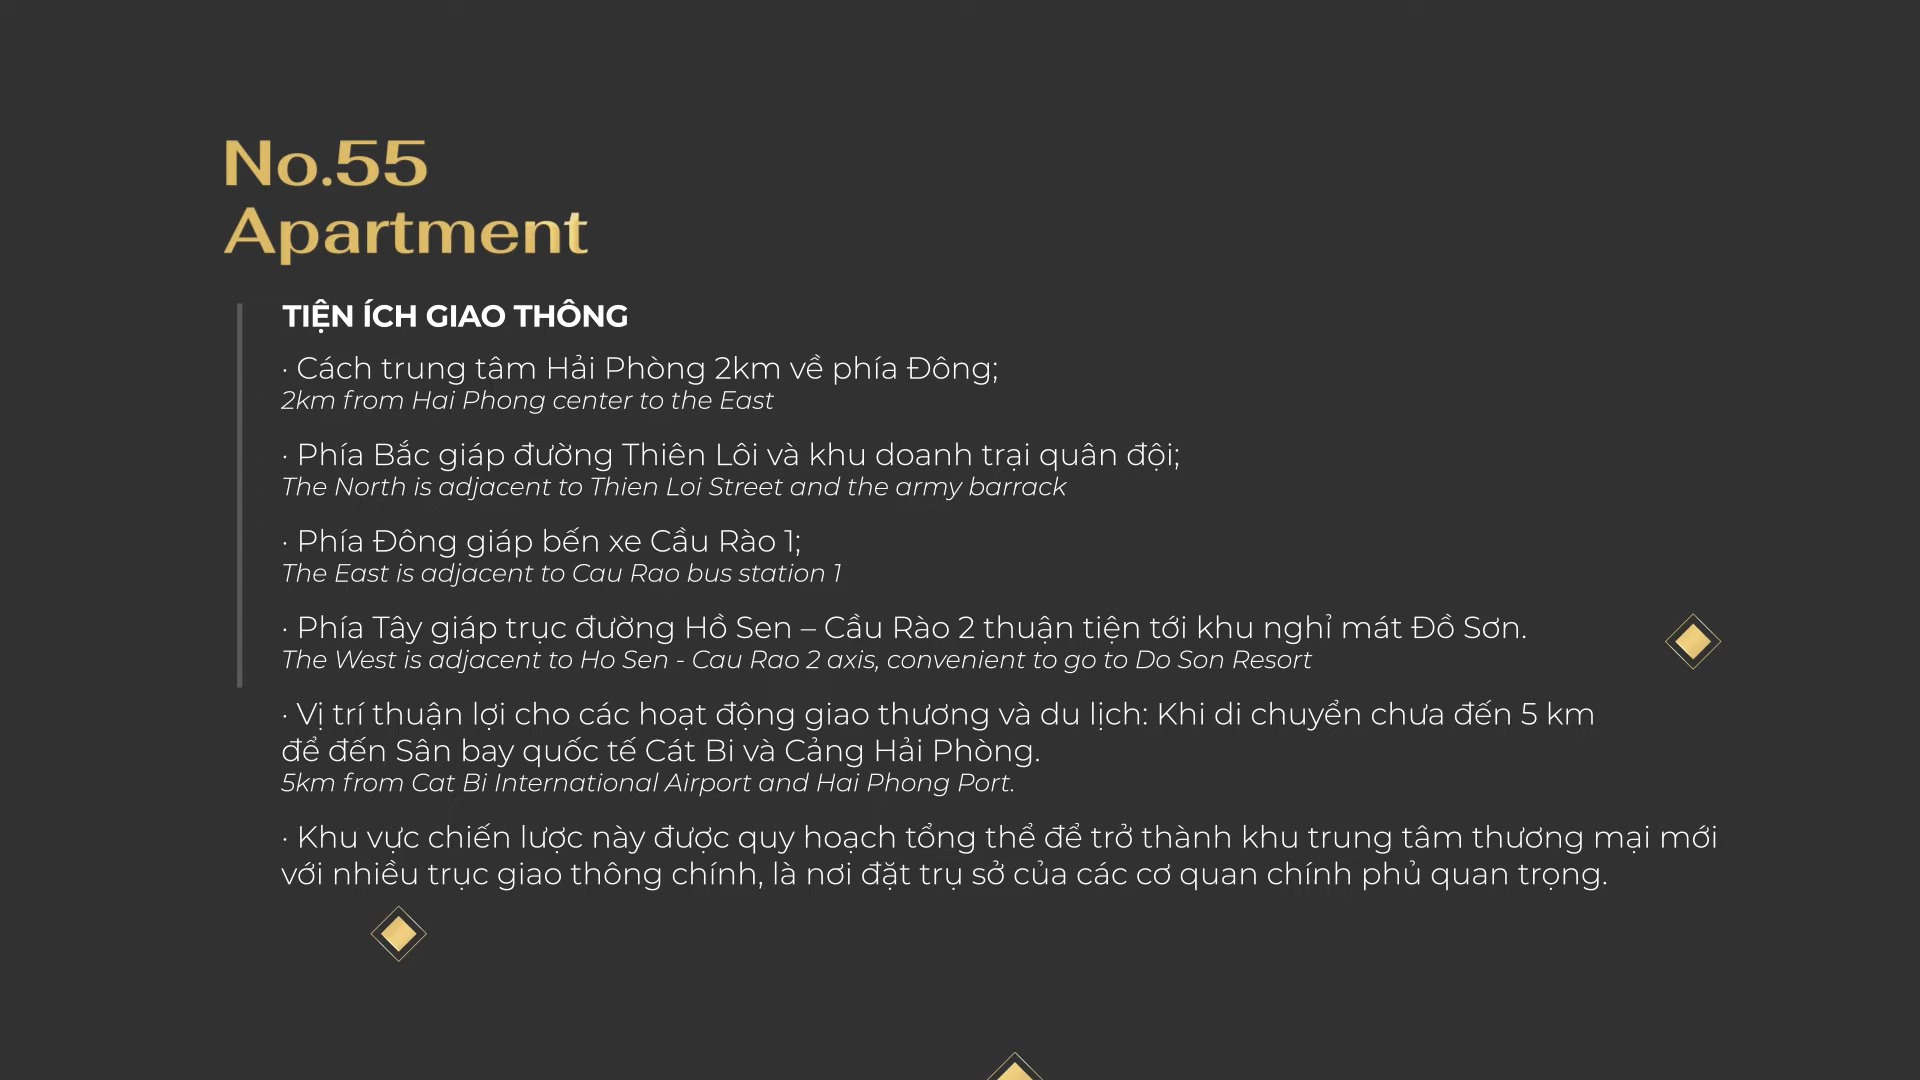 No.55
Apartment
TIỆN ÍCH GIAO THÔNG
· Cách trung tâm Hải Phòng 2km về phía Đông;
2km from Hai Phong center to the East
· Phía Bắc giáp đường Thiên Lôi và khu doanh trại quân đội;
The North is adjacent to Thien Loi Street and the army barrack
· Phía Đông giáp bến xe Cầu Rào 1;
The East is adjacent to Cau Rao bus station 1
· Phía Tây giáp trục đường Hồ Sen – Cầu Rào 2 thuận tiện tới khu nghỉ mát Đồ Sơn.
The West is adjacent to Ho Sen - Cau Rao 2 axis, convenient to go to Do Son Resort
· Vị trí thuận lợi cho các hoạt động giao thương và du lịch: Khi di chuyển chưa đến 5 km
để đến Sân bay quốc tế Cát Bi và Cảng Hải Phòng.
5km from Cat Bi International Airport and Hai Phong Port.
· Khu vực chiến lược này được quy hoạch tổng thể để trở thành khu trung tâm thương mại mới
với nhiều trục giao thông chính, là nơi đặt trụ sở của các cơ quan chính phủ quan trọng.